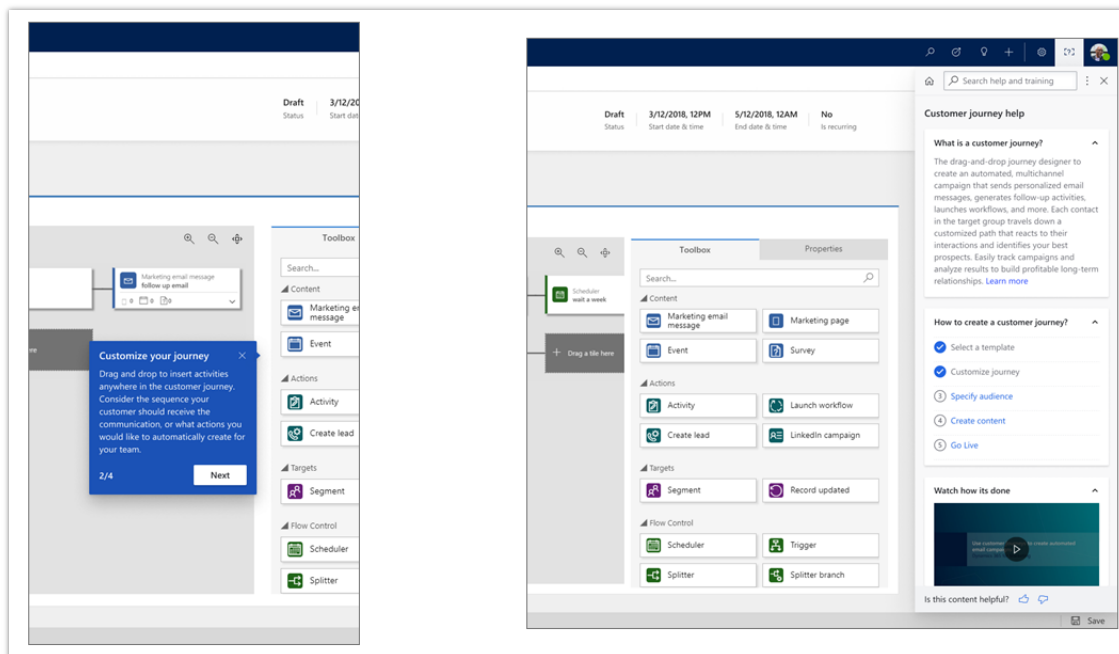 Draft
Status
3/12/20
Start dat
Toolbox
Search...
Content
Marketing em
message
Event
Actions
Activity
Create lead
Targets
Segment
Flow Control
Scheduler
Splitter
Marketing email message
follow up email
0 0 0
ere
Customize your journey
Drag and drop to insert activities
anywhere in the customer journey.
Consider the sequence your
customer should receive the
communication, or what actions you
would like to automatically create for
your team.
2/4
Next
Draft
Status
3/12/2018, 12PM
Start date & time
5/12/2018, 12AM
End date & time
No
Is recurring
Scheduler
wait a week
Drag a tile here
Toolbox
Properties
Search...
Content
Marketing email
message
Marketing page
Event
Survey
Actions
Activity
Launch workflow
Create lead
LinkedIn campaign
Targets
Segment
Record updated
Flow Control
Scheduler
Trigger
Splitter
Splitter branch
Search help and training
Customer journey help
What is a customer journey?
The drag-and-drop journey designer to
create an automated, multichannel
campaign that sends personalized email
messages, generates follow-up activities,
launches workflows, and more. Each contact
in the target group travels down a
customized path that reacts to their
interactions and identifies your best
prospects. Easily track campaigns and
analyze results to build profitable long-term
relationships. Learn more
How to create a customer journey?
Select a template
Customize journey
3 Specify audience
4 Create content
5 Go Live
Watch how its done
Use customer to create automated
email campa
Is this content helpful?
Save